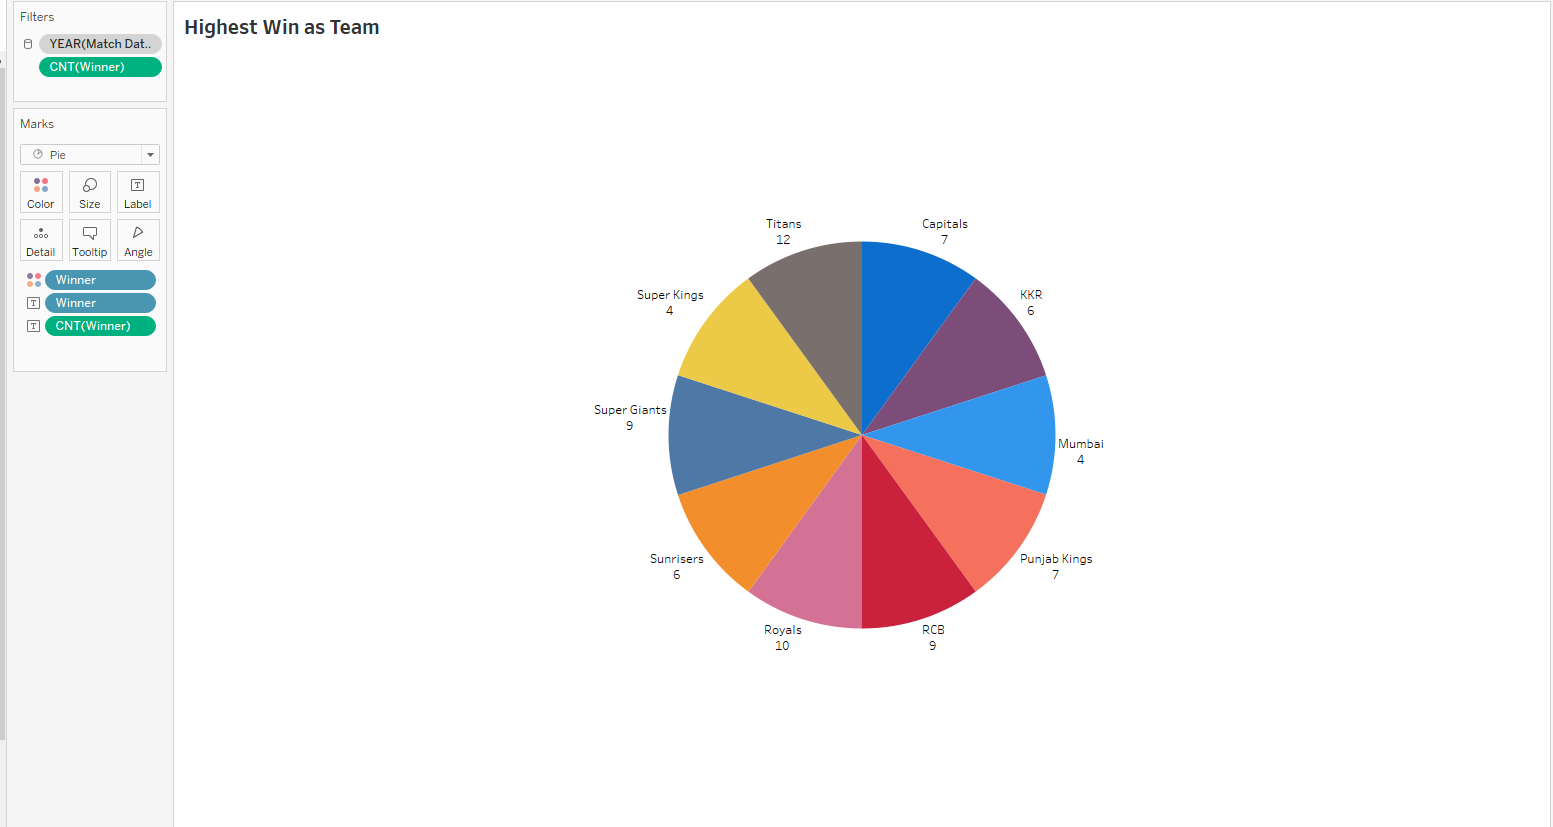 Filters
YEAR(Match Dat..
CNT(Winner)
Marks
Pie
Color
Size
T
Label
Detail
Tooltip
Angle
Winner
T
Winner
T
CNT(Winner)
Highest Win as Team
Titans
12
Capitals
7
Super Kings
4
KKR
6
Super Giants
9
Mumbai
4
Sunrisers
6
Punjab Kings
7
Royals
10
RCB
9